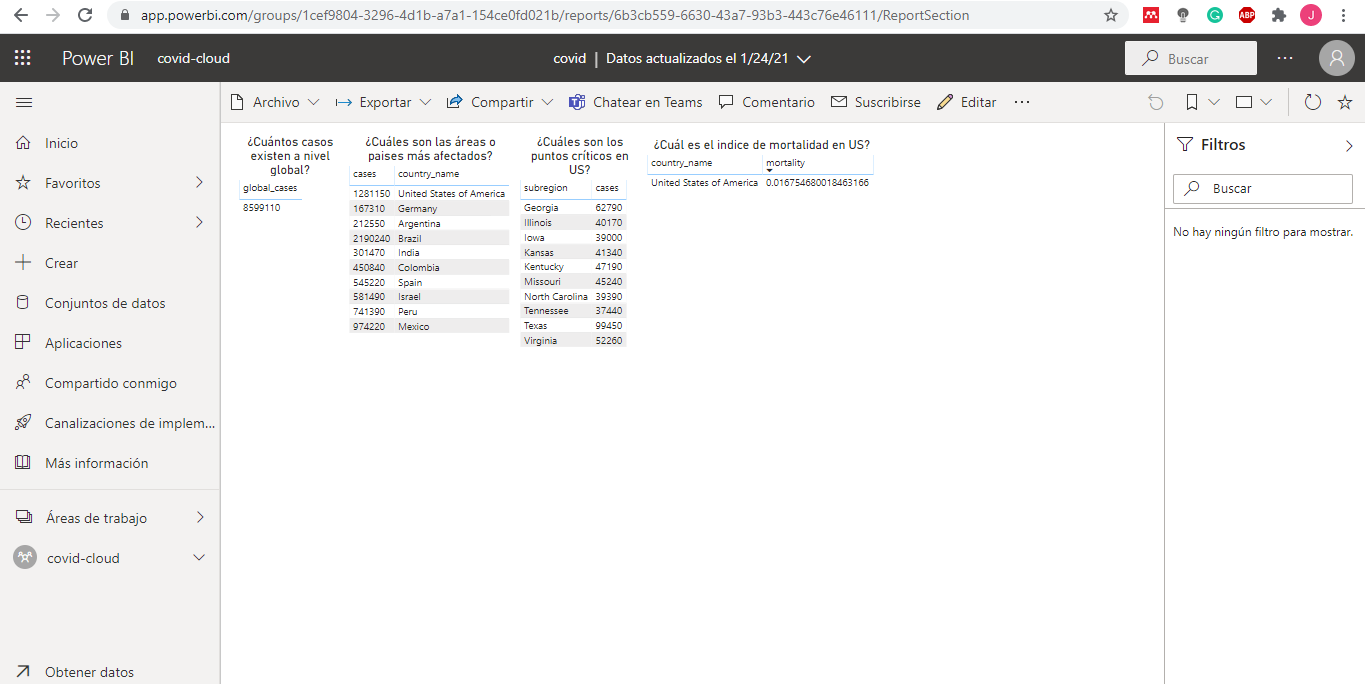 app.powerbi.com/groups/1cef9804-3296-4d1b-a7a1-154ce0fd021b/reports/6b3cb559-6630-43a7-93b3-443c76e46111/ReportSection
ABP
J
Power BI covid-cloud
covid | Datos actualizados el 1/24/21
Buscar
Archivo Exportar Compartir Chatear en Teams Comentario Suscribirse Editar
Inicio
Favoritos
Recientes
Crear
Conjuntos de datos
Aplicaciones
Compartido conmigo
Canalizaciones de implem...
Más información
Áreas de trabajo
covid-cloud
Obtener datos
¿Cuántos casos
existen a nivel
global?
global_cases
8599110
¿Cuáles son las áreas o
paises más afectados?
cases country_name
1281150 United States of America
167310 Germany
212550 Argentina
2190240 Brazil
301470 India
450840 Colombia
545220 Spain
581490 Israel
741390 Peru
974220 Mexico
¿Cuáles son los
puntos críticos en
US?
subregion cases
Georgia 62790
Illinois 40170
Iowa 39000
Kansas 41340
Kentucky 47190
Missouri 45240
North Carolina 39390
Tennessee 37440
Texas 99450
Virginia 52260
¿Cuál es el indice de mortalidad en US?
country_name mortality
United States of America 0.016754680018463166
Filtros
Buscar
No hay ningún filtro para mostrar.